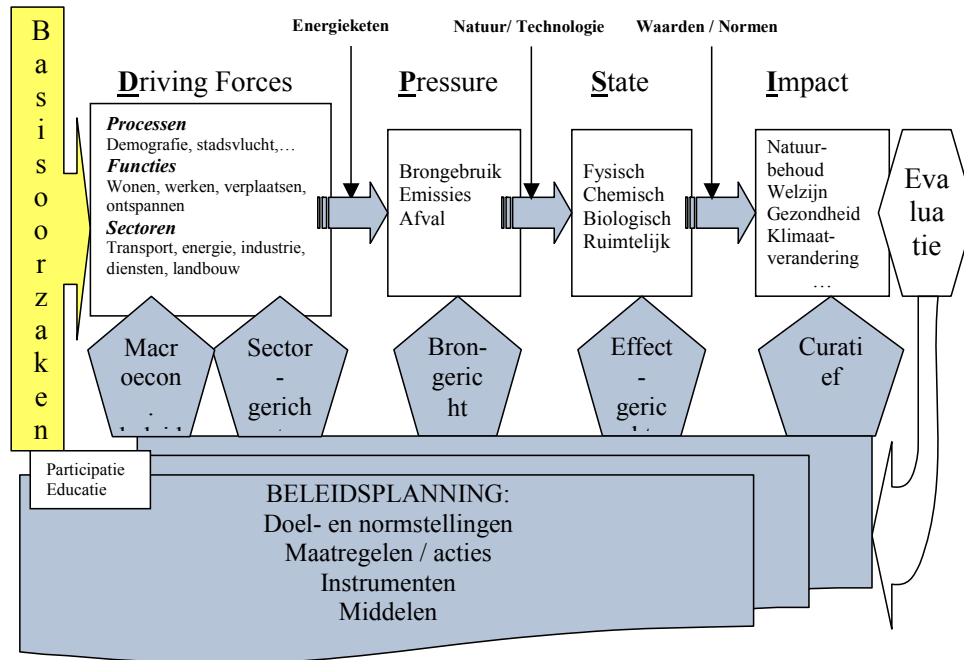 Energieketen
Natuur/ Technologie
Waarden / Normen
Basisoorzaken
Driving Forces
Pressure
State
Impact
Processen
Demografie, stadsvlucht,…
Functies
Wonen, werken, verplaatsen,
ontspannen
Sectoren
Transport, energie, industrie,
diensten, landbouw
Brongebruik
Emissies
Afval
Fysisch
Chemisch
Biologisch
Ruimtelijk
Natuur-
behoud
Welzijn
Gezondheid
Klimaat-
verandering
…
Eva
lua
tie
Macr
oecon
.
Sector
-
gerich
Bron-
geric
ht
Effect
-
geric
Curati
ef
Participatie
Educatie
BELEIDSPLANNING:
Doel- en normstellingen
Maatregelen / acties
Instrumenten
Middelen